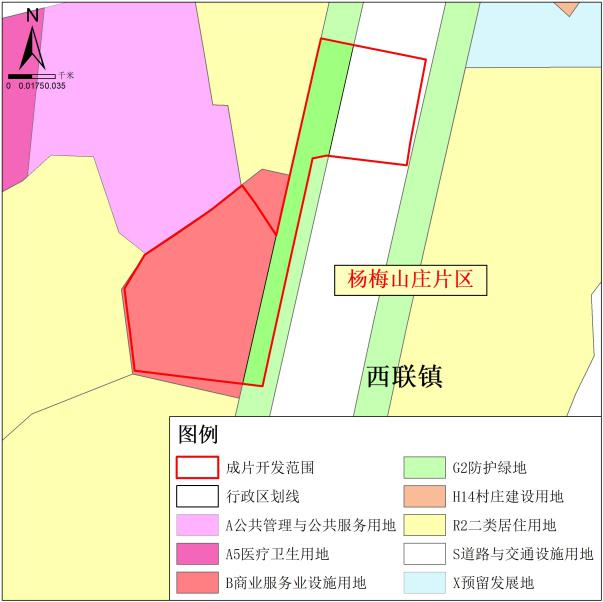 N
千米
0 0.01750.035
杨梅山庄片区
西联镇
图例
成片开发范围
行政区划线
A公共管理与公共服务用地
A5医疗卫生用地
B商业服务业设施用地
G2防护绿地
H14村庄建设用地
R2二类居住用地
S道路与交通设施用地
X预留发展地